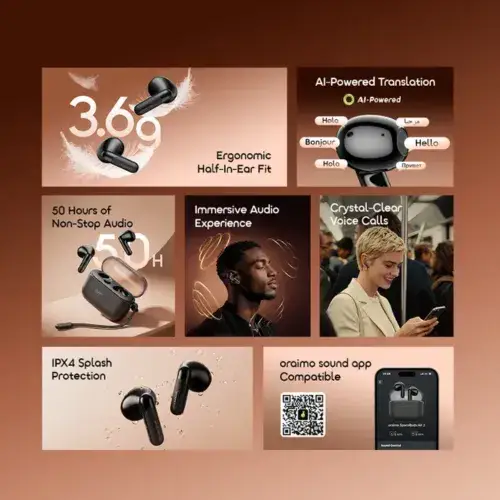 3.6g
Ergonomic
Half-In-Ear Fit
AI-Powered Translation
AI-Powered
Hola
Bonjour
Hello
Hola
Привет
50 Hours of
Non-Stop Audio
50H
Immersive Audio
Experience
Crystal-Clear
Voice Calls
IPX4 Splash
Protection
oraimo sound app
Compatible